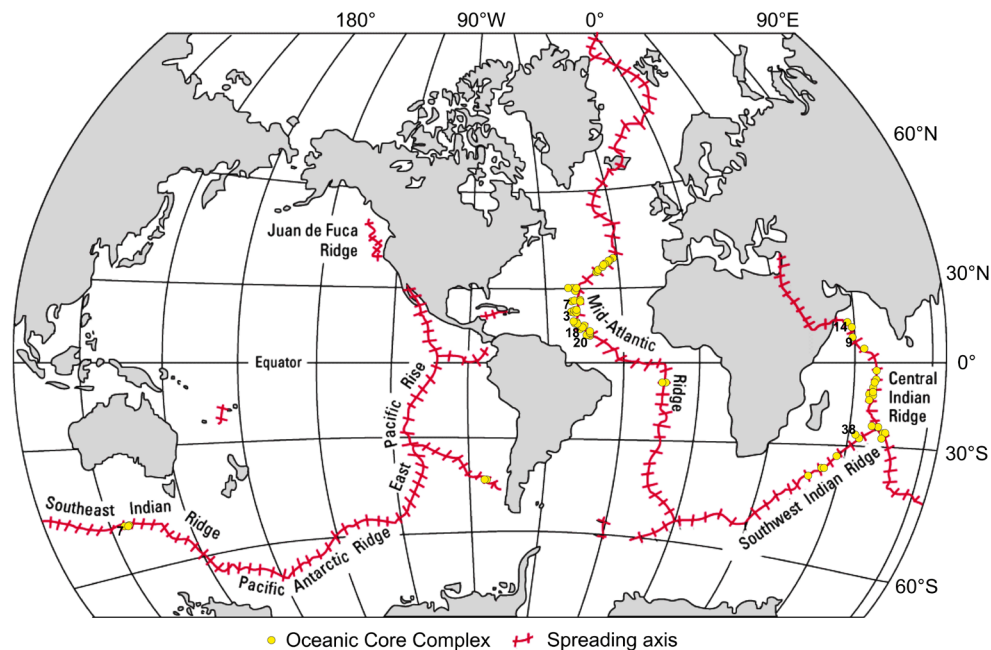 180°
90°W
0°
90°E
60°N
Juan de Fuca
Ridge
30°N
7
Mid-Atlantic
3
18
20
14
9
Equator
0°
East Pacific Rise
Ridge
Central
Indian
Ridge
38
30°S
Southeast Indian Ridge
7
Southwest Indian Ridge
Pacific Antarctic Ridge
60°S
Oceanic Core Complex
Spreading axis